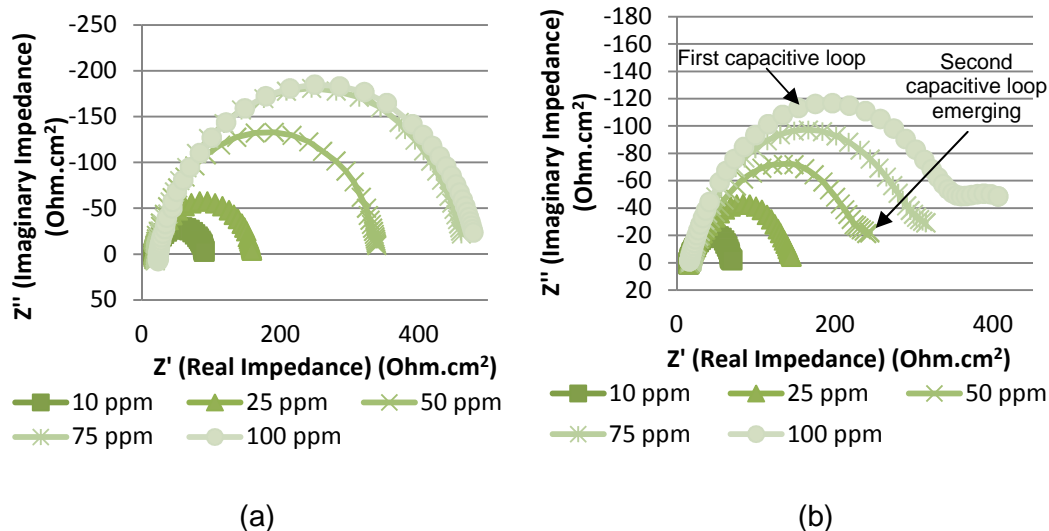 Z'' (Imaginary Impedance)
(Ohm.cm²)
-250
-200
-150
-100
-50
0
50
0
200
400
Z' (Real Impedance) (Ohm.cm²)
10 ppm
25 ppm
50 ppm
75 ppm
100 ppm
(a)
Z'' (Imaginary Impedance)
(Ohm.cm²)
-180
-160
-140
-120
-100
-80
-60
-40
-20
0
20
First capacitive loop
Second
capacitive loop
emerging
0
200
400
Z' (Real Impedance) (Ohm.cm²)
10 ppm
25 ppm
50 ppm
75 ppm
100 ppm
(b)